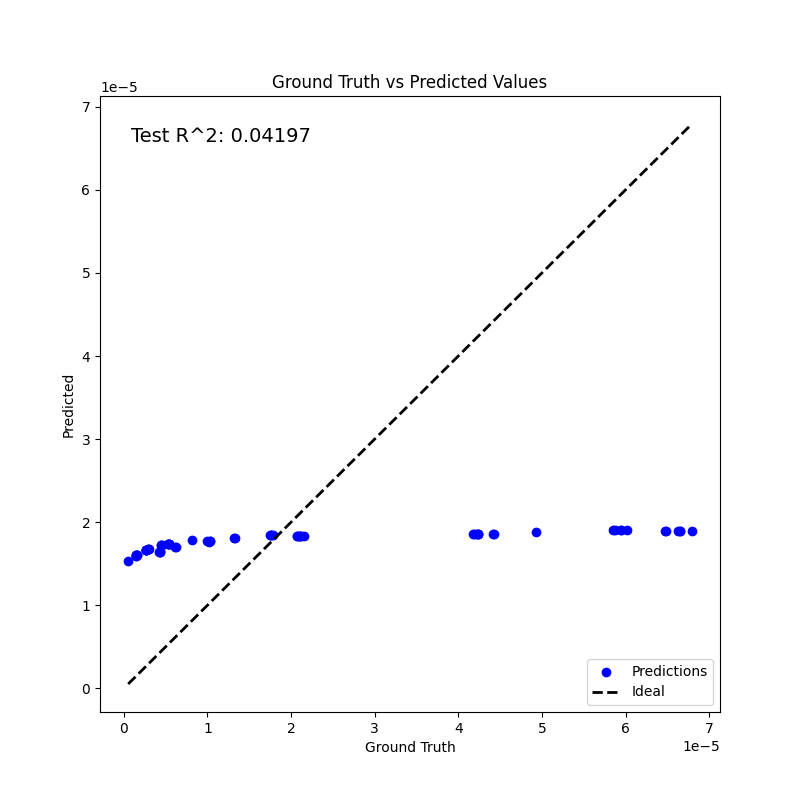 Ground Truth vs Predicted Values
1e−5
Test R^2: 0.04197
7
6
5
4
3
2
1
0
Predicted
Predictions
Ideal
0 1 2 3 4 5 6 7
1e−5
Ground Truth